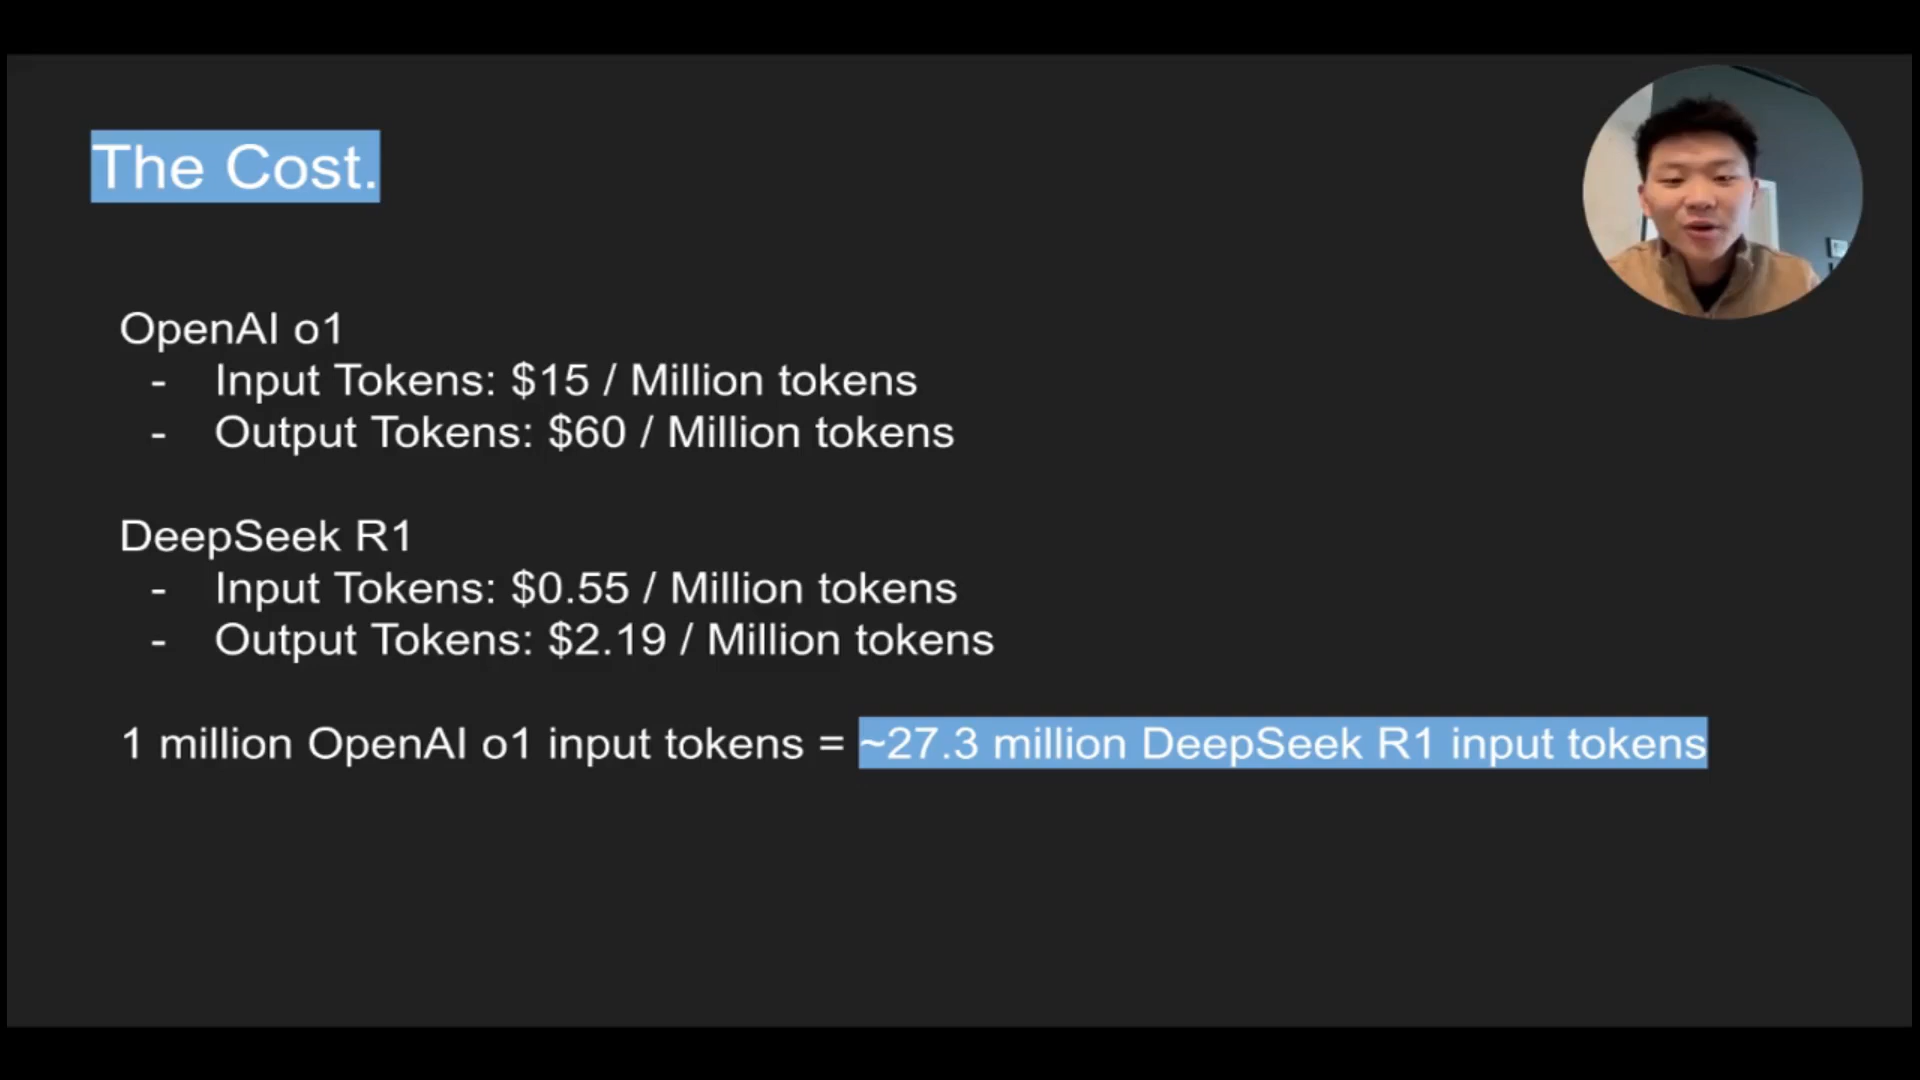 The Cost.
OpenAI o1
- Input Tokens: $15 / Million tokens
- Output Tokens: $60 / Million tokens
DeepSeek R1
- Input Tokens: $0.55 / Million tokens
- Output Tokens: $2.19 / Million tokens
1 million OpenAI o1 input tokens = ~27.3 million DeepSeek R1 input tokens